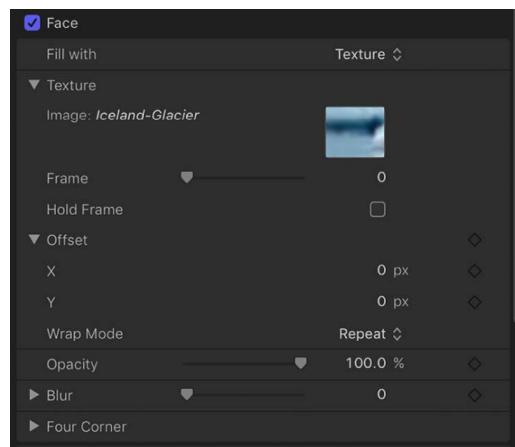 Face
Fill with Texture
Texture
Image: Iceland-Glacier
Frame 0
Hold Frame
Offset
X 0 px
Y 0 px
Wrap Mode Repeat
Opacity 100.0 %
Blur 0
Four Corner